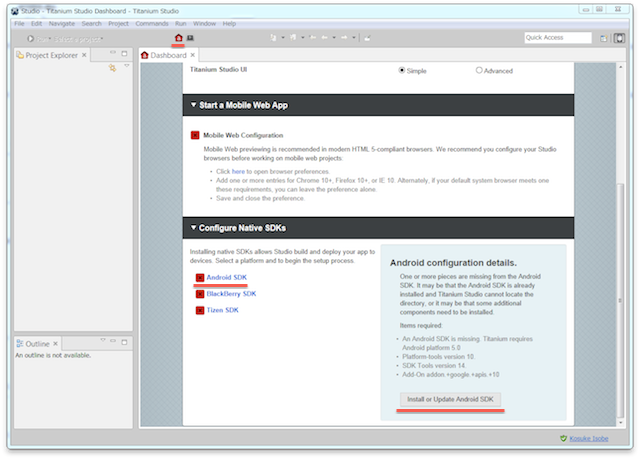 Studio - Titanium Studio Dashboard - Titanium Studio
File Edit Navigate Search Project Commands Run Window Help
Quick Access
Project Explorer
Dashboard
Titanium Studio UI
Simple
Advanced
Start a Mobile Web App
Mobile Web Configuration
Mobile Web previewing is recommended in modern HTML 5-compliant browsers. We recommend you configure your Studio
browsers before working on mobile web projects.
• Click here to open browser preferences.
• Add one or more entries for Chrome 10+, Firefox 10+, or IE 10. Alternately, if your default system browser meets one
these requirements, you can leave the preference alone.
• Save and close the preference.
Configure Native SDKs
Installing native SDKs allows Studio build and deploy your app to
devices. Select a platform and to begin the setup process.
Android SDK
BlackBerry SDK
Tizen SDK
Android configuration details.
One or more pieces are missing from the Android
SDK. It may be that the Android SDK is already
installed and Titanium Studio cannot locate the
directory, or it may be that some additional
components need to be installed.
Items required:
• An Android SDK is missing. Titanium requires
Android platform 5.0
• Platform-tools version 18.
• SDK Tools version 14.
• Add-On addon +google +apis +10
Install or Update Android SDK
Outline
An outline is not available.
Kosuke Isobe